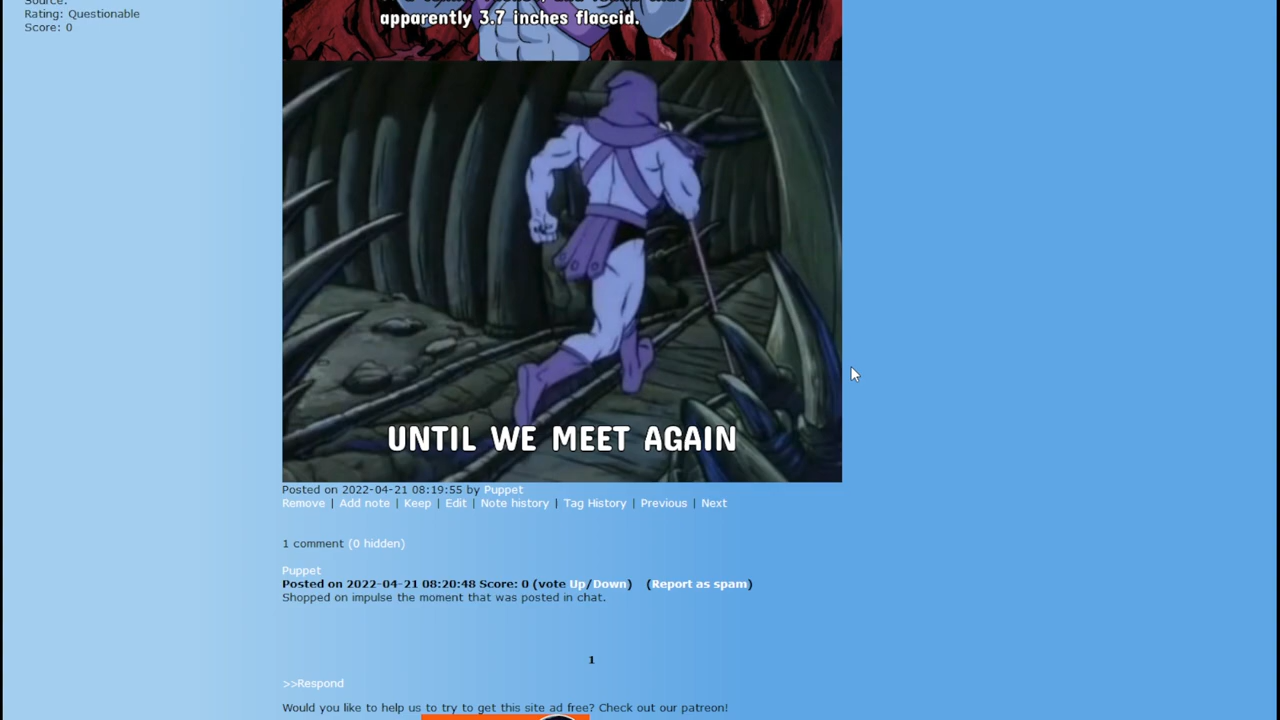 Source:
Rating: Questionable
Score: 0
apparently 3.7 inches flaccid.
UNTIL WE MEET AGAIN
Posted on 2022-04-21 08:19:55 by Puppet
Remove | Add note | Keep | Edit | Note history | Tag History | Previous | Next
1 comment (0 hidden)
Puppet
Posted on 2022-04-21 08:20:48 Score: 0 (vote Up/Down) (Report as spam)
Shopped on impulse the moment that was posted in chat.
1
>>Respond
Would you like to help us to try to get this site ad free? Check out our patreon!